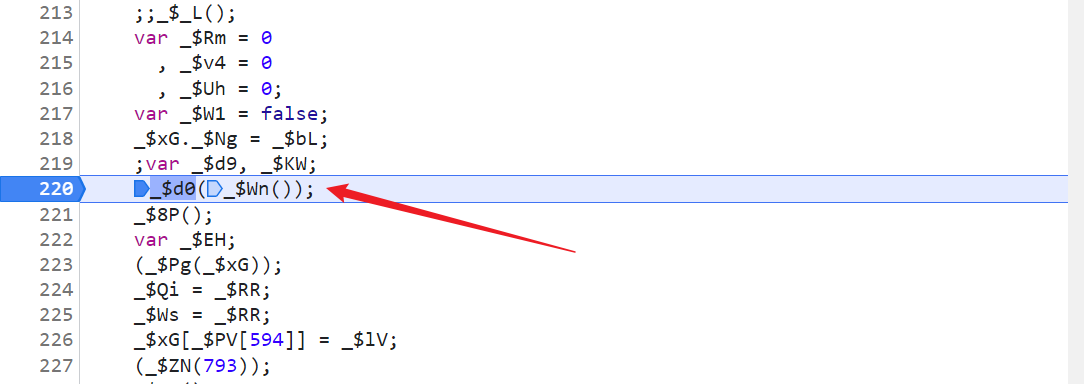 213 ;;_$_L();
214 var _$Rm = 0
215 , _$v4 = 0
216 , _$Uh = 0;
217 var _$W1 = false;
218 _$xG._$Ng = _$bL;
219 ;var _$d9, _$KW;
220 _$d0(_$Wn());
221 _$8P();
222 var _$EH;
223 (_$Pg(_$xG));
224 _$Qi = _$RR;
225 _$Ws = _$RR;
226 _$xG[_$PV[594]] = _$lV;
227 (_$ZN(793));